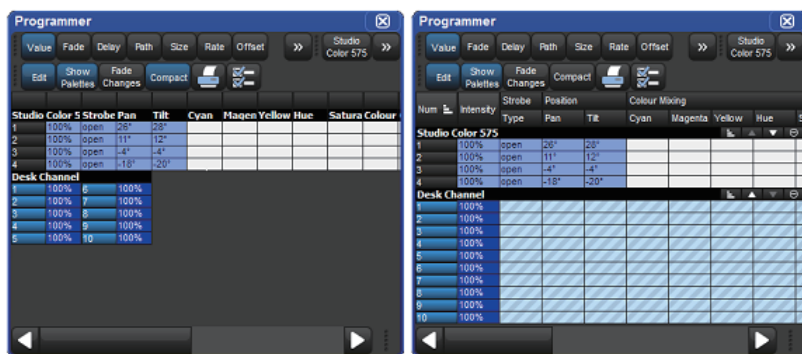 Programmer
Value Fade Delay Path Size Rate Offset » Studio Color 575 »
Edit Show Palettes Fade Changes Compact
Studio Color 5 Strobe Pan Tilt Cyan Magen Yellow Hue Satura Colour
1 100% open 26° 28°
2 100% open 11° 12°
3 100% open -4° -4°
4 100% open -18° -20°
Desk Channel
1 100% 6 100%
2 100% 7 100%
3 100% 8 100%
4 100% 9 100%
5 100% 10 100%
Programmer
Value Fade Delay Path Size Rate Offset » Studio Color 575 »
Edit Show Palettes Fade Changes Compact
Num Intensity Strobe Position Colour Mixing
Type Pan Tilt Cyan Magenta Yellow Hue S
Studio Color 575
1 100% open 26° 28°
2 100% open 11° 12°
3 100% open -4° -4°
4 100% open -18° -20°
Desk Channel
1 100%
2 100%
3 100%
4 100%
5 100%
6 100%
7 100%
8 100%
9 100%
10 100%